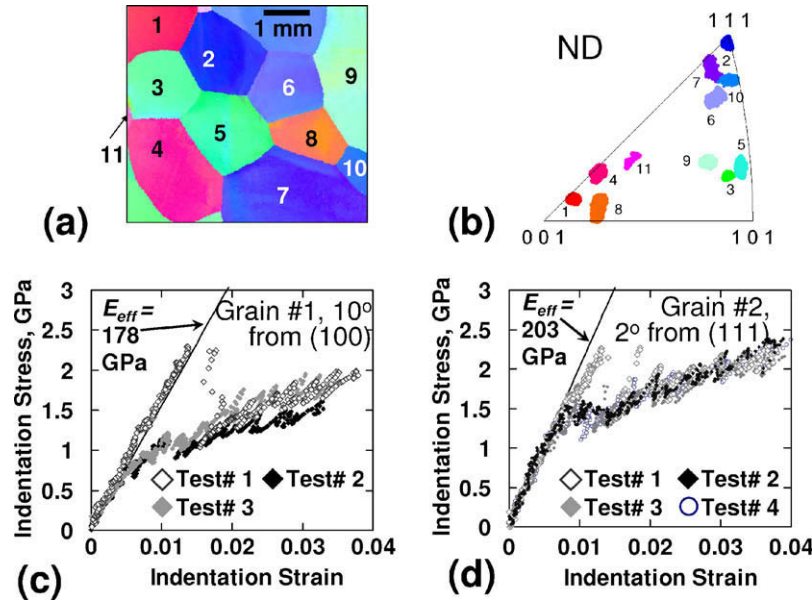 1
1 mm
2
3
6
9
5
8
4
10
11
7
(a)
ND
1 1 1
2
7
10
6
5
9
4
11
3
1
8
0 0 1
1 0 1
(b)
Indentation Stress, GPa
3
2.5
2
1.5
1
0.5
0
E_eff =
178
GPa
Grain #1, 10º
from (100)
Test# 1
Test# 2
Test# 3
0
0.01
0.02
0.03
0.04
Indentation Strain
(c)
Indentation Stress, GPa
3
2.5
2
1.5
1
0.5
0
E_eff =
203
GPa
Grain #2,
2º from (111)
Test# 1
Test# 2
Test# 3
Test# 4
0
0.01
0.02
0.03
0.04
Indentation Strain
(d)